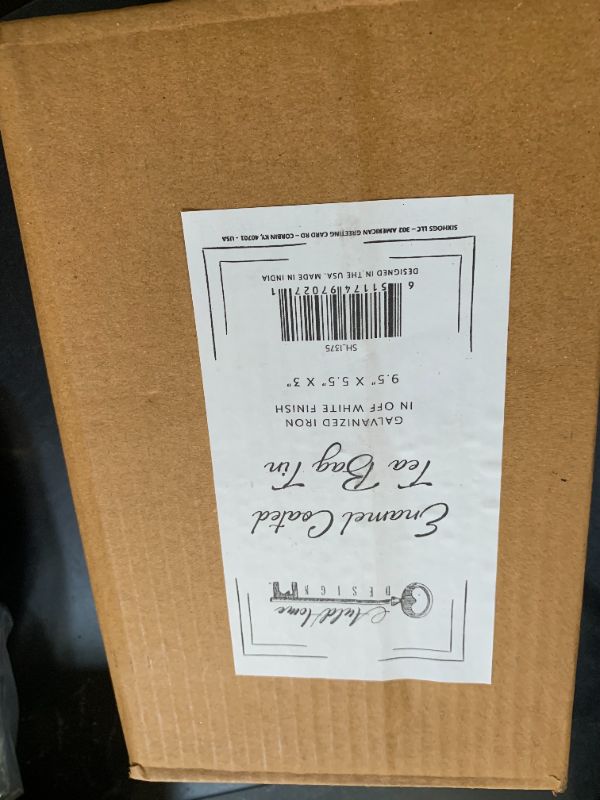 AuldHome
DESIGN
Enamel Coated
Tea Bag Tin
GALVANIZED IRON
IN OFF WHITE FINISH
9.5" X 5.5" X 3"
SH_1375
6 51174 97027 1
DESIGNED IN THE USA. MADE IN INDIA
SIXHOGS LLC – 302 AMERICAN GREETING CARD RD – CORBIN KY, 40701 - USA